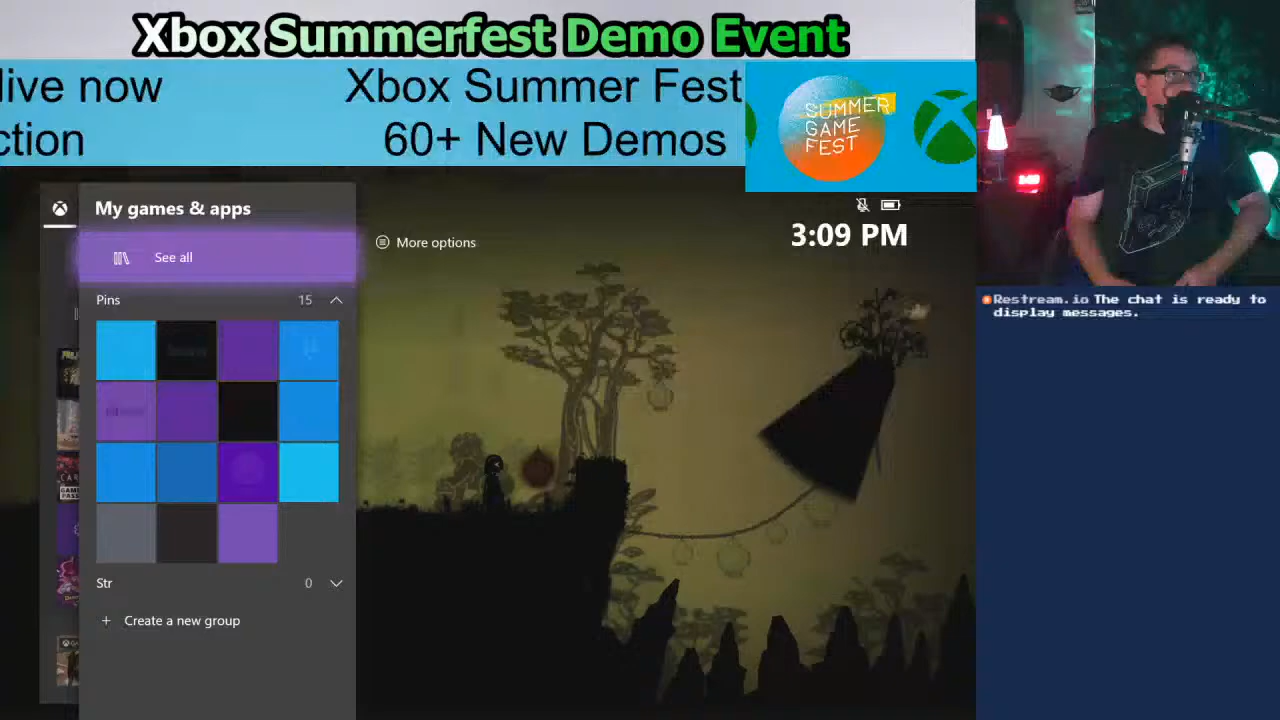 Xbox Summerfest Demo Event
live now
Xbox Summer Fest
ction
60+ New Demos
SUMMER
GAME
FEST
My games & apps
See all
More options
3:09 PM
Pins 15
Str 0
+ Create a new group
Restream.io The chat is ready to
display messages.